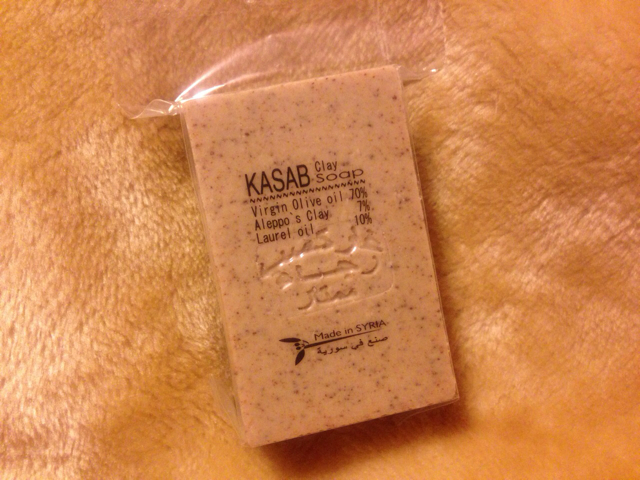 KASAB Clay Soap
Virgin Olive oil 70%
Aleppo s Clay 7%
Laurel oil 10%
Made in SYRIA
صنع في سورية